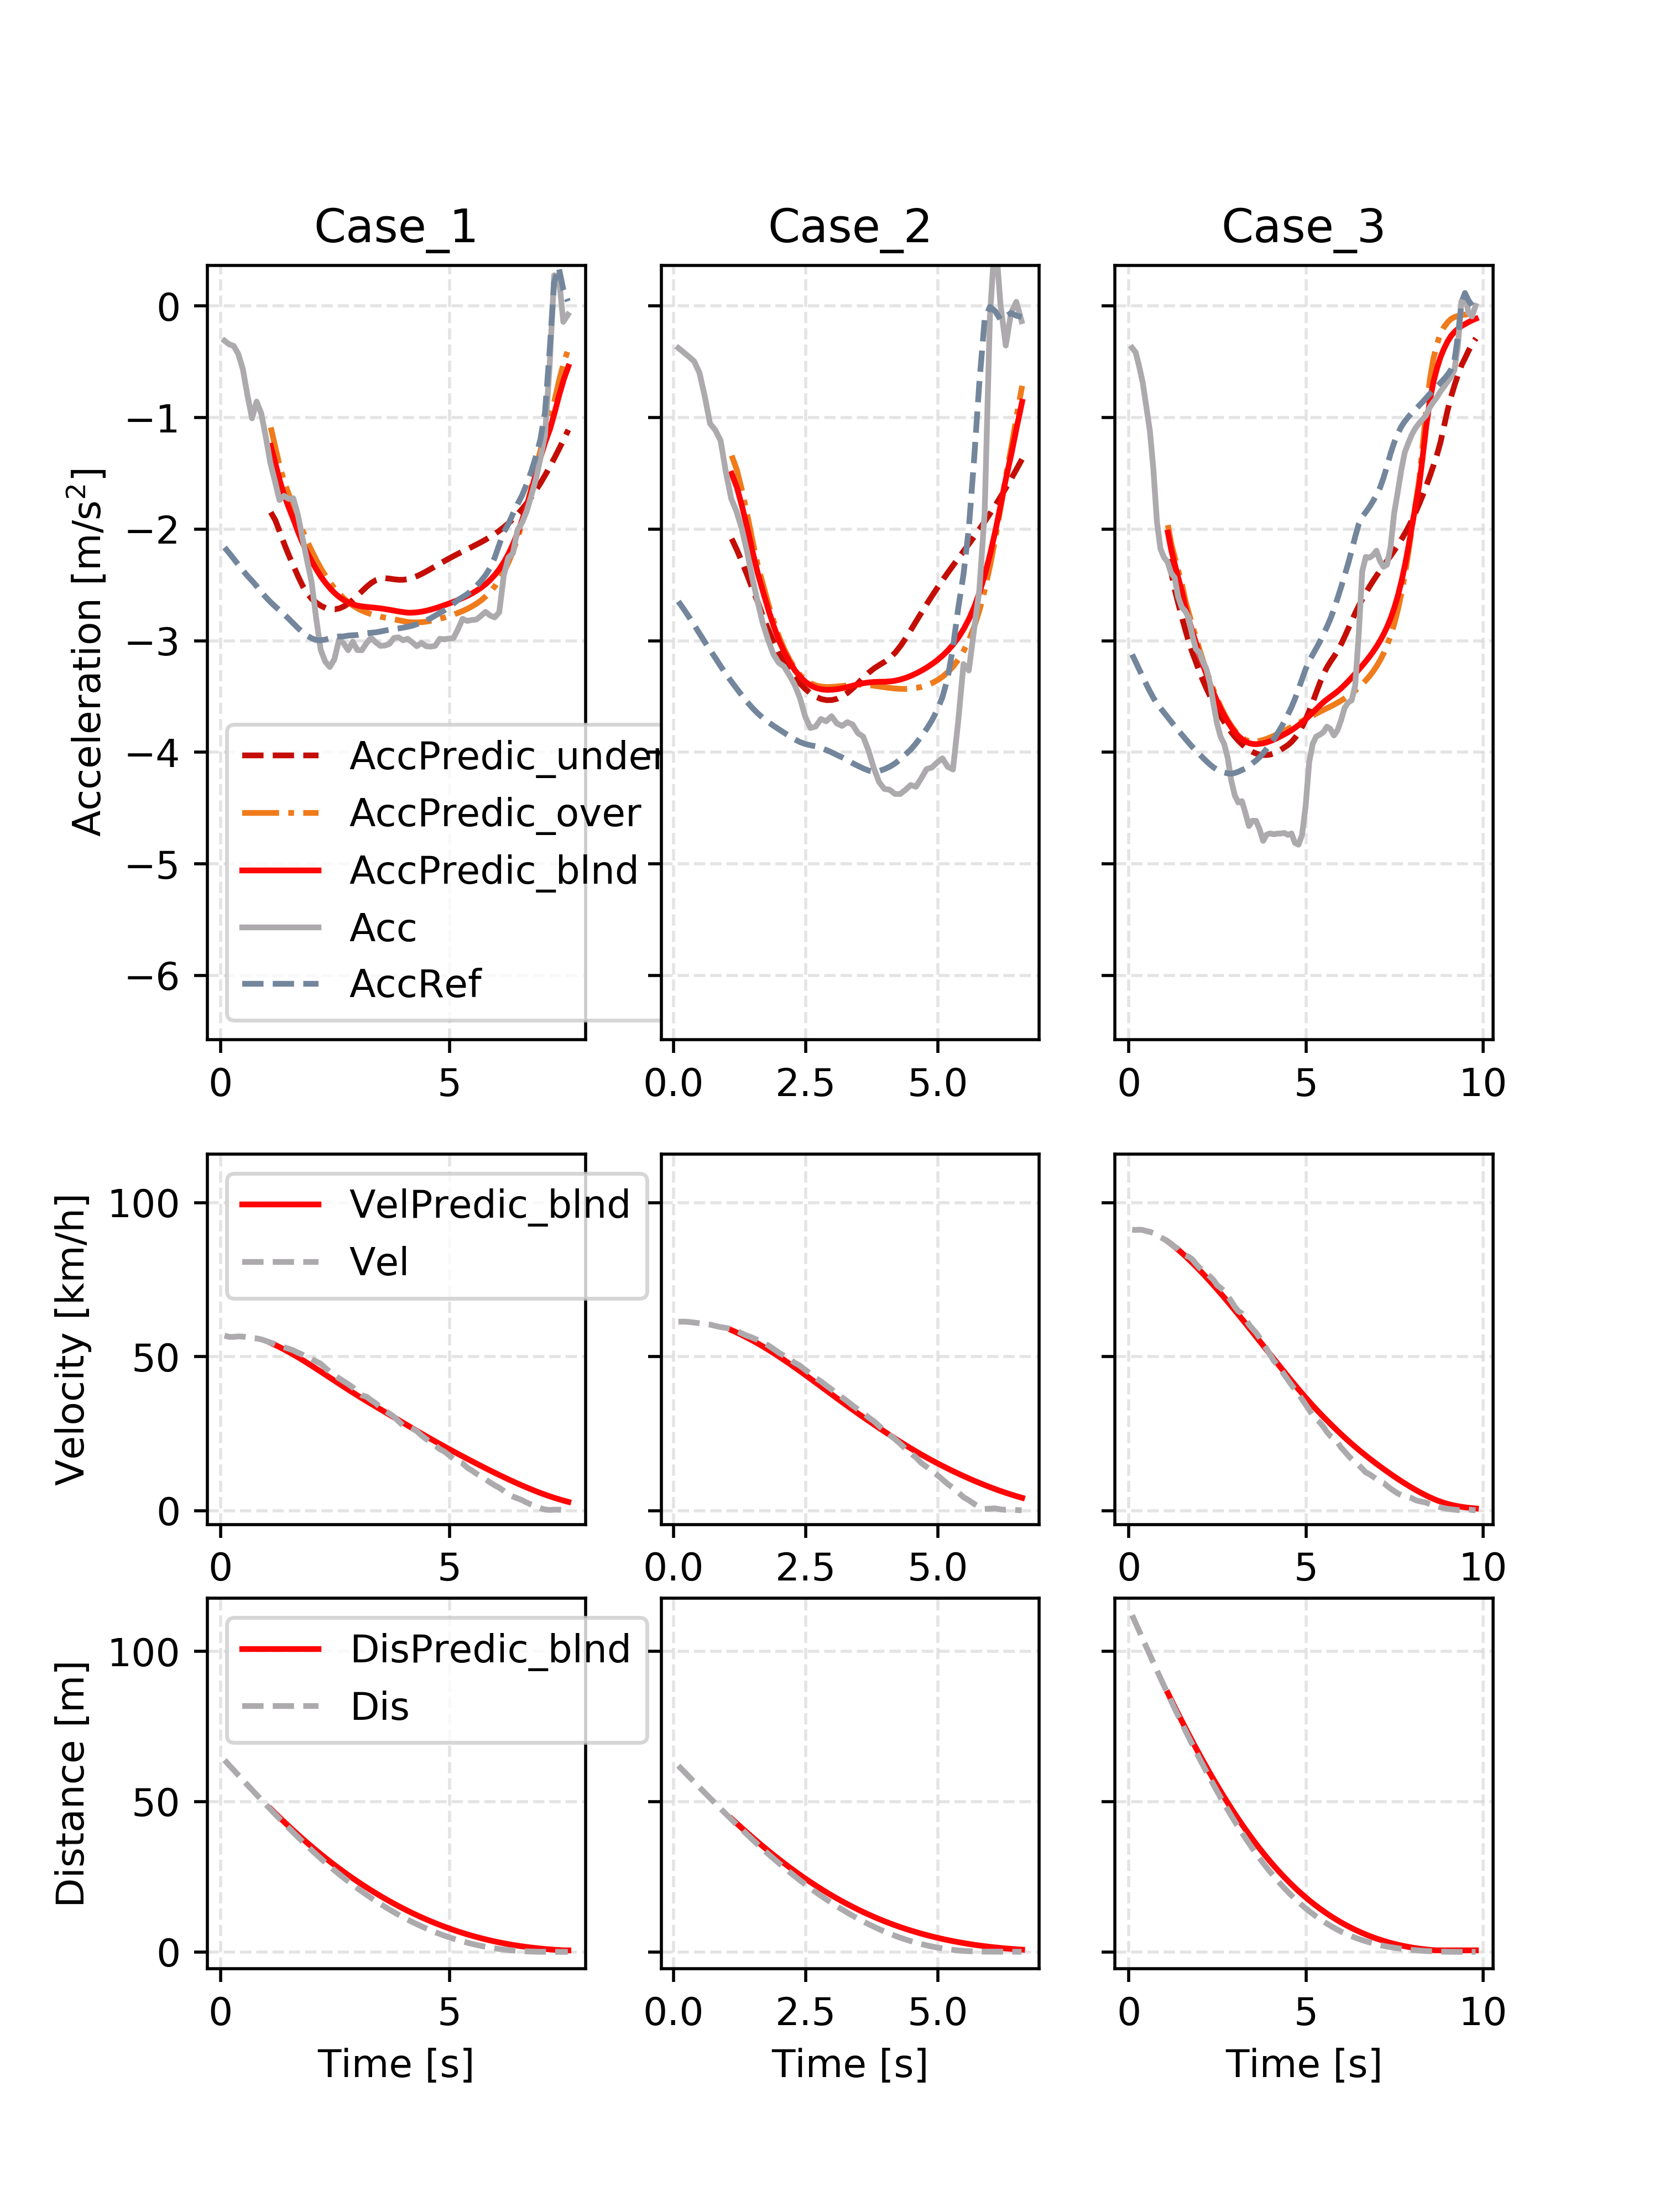 Case_1 Case_2 Case_3
Acceleration [m/s²]
0
−1
−2
−3
−4
−5
−6
AccPredic_under
AccPredic_over
AccPredic_blnd
Acc
AccRef
0 5 0.0 2.5 5.0 0 5 10
Velocity [km/h]
100
50
0
VelPredic_blnd
Vel
0 5 0.0 2.5 5.0 0 5 10
Distance [m]
100
50
0
DisPredic_blnd
Dis
0 5 0.0 2.5 5.0 0 5 10
Time [s] Time [s] Time [s]